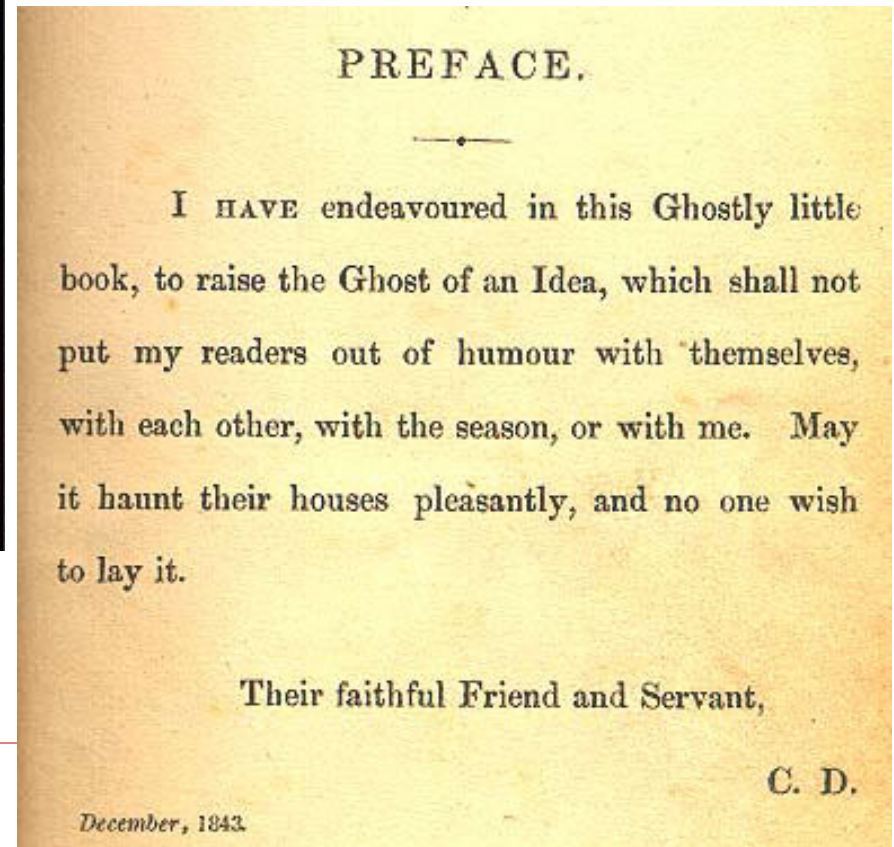 PREFACE.
I HAVE endeavoured in this Ghostly little
book, to raise the Ghost of an Idea, which shall not
put my readers out of humour with themselves,
with each other, with the season, or with me. May
it haunt their houses pleasantly, and no one wish
to lay it.
Their faithful Friend and Servant,
C. D.
December, 1843.